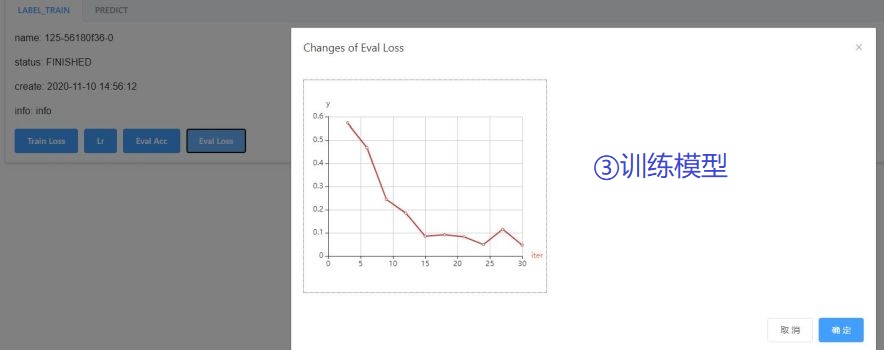 LABEL_TRAIN PREDICT
name: 125-56180f36-0
status: FINISHED
create: 2020-11-10 14:56:12
info: info
Train Loss Lr Eval Acc Eval Loss
Changes of Eval Loss ×
y
0.6
0.5
0.4
0.3
0.2
0.1
0
0 5 10 15 20 25 30
iter
③训练模型
取 消 确 定